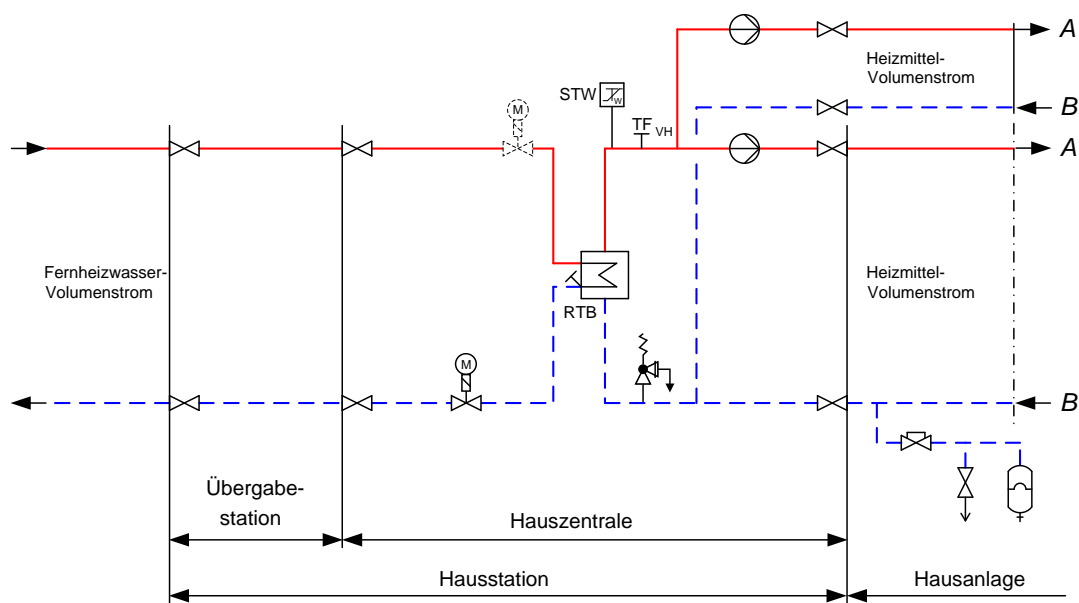 A
Heizmittel-
Volumenstrom
B
STW
W
M
TF VH
A
Fernheizwasser-
Volumenstrom
Heizmittel-
Volumenstrom
RTB
M
B
Übergabe-
station
Hauszentrale
Hausstation
Hausanlage